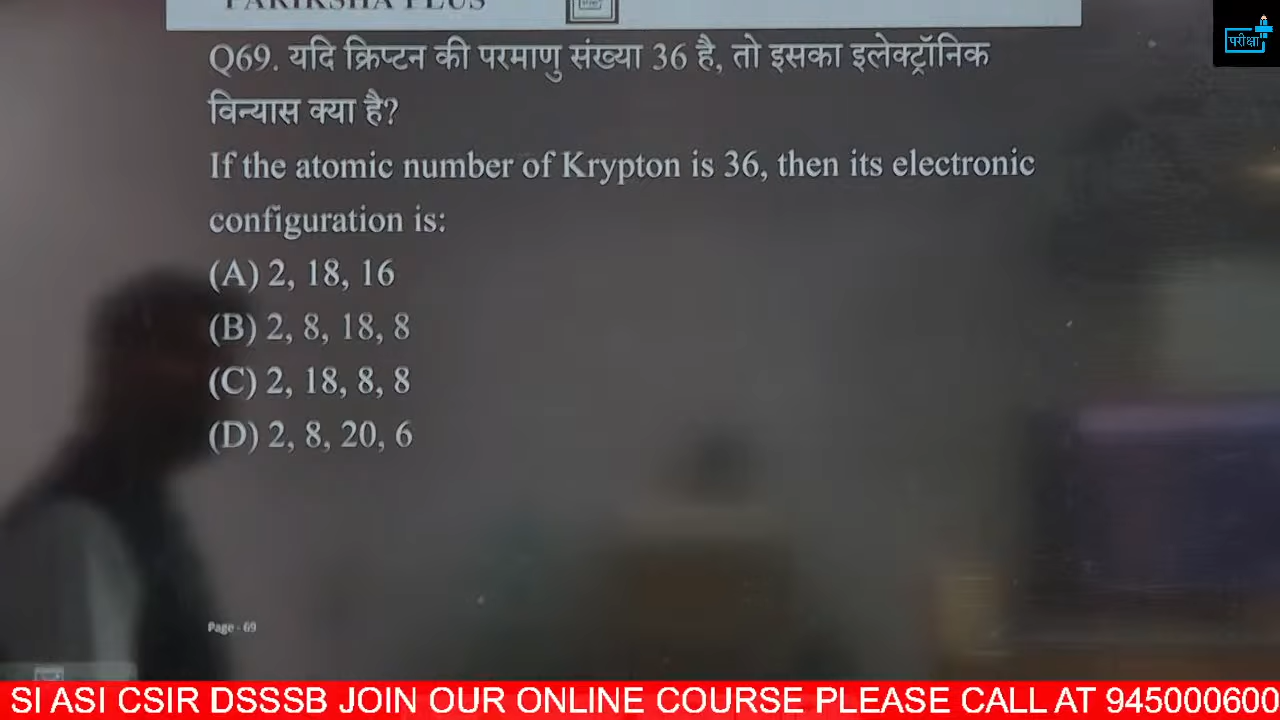 PARIKSHA PLUS
परीक्षा
Q69. यदि क्रिप्टन की परमाणु संख्या 36 है, तो इसका इलेक्ट्रॉनिक
विन्यास क्या है?
If the atomic number of Krypton is 36, then its electronic
configuration is:
(A) 2, 18, 16
(B) 2, 8, 18, 8
(C) 2, 18, 8, 8
(D) 2, 8, 20, 6
Page - 69
SI ASI CSIR DSSSB JOIN OUR ONLINE COURSE PLEASE CALL AT 945000600